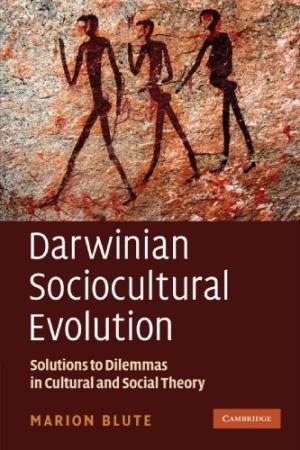 Darwinian
Sociocultural
Evolution
Solutions to Dilemmas
in Cultural and Social Theory
MARION BLUTE
CAMBRIDGE